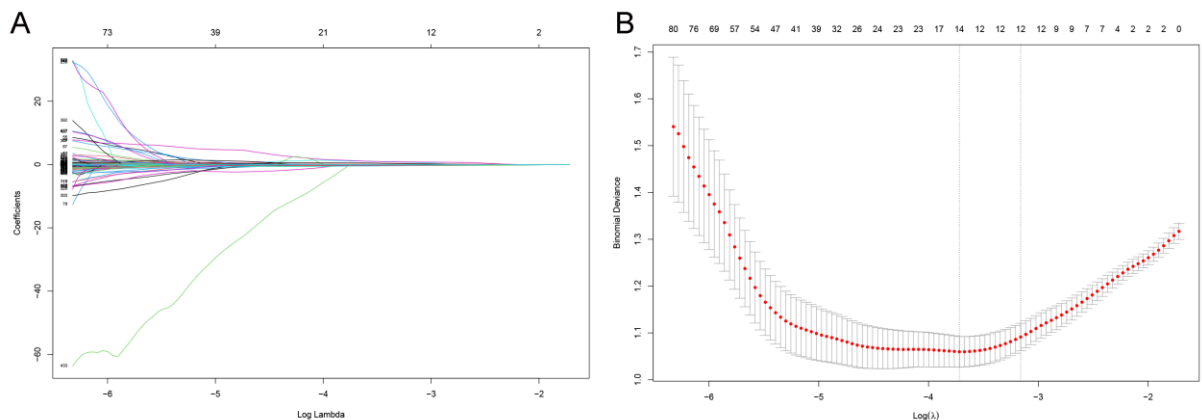 A
73 39 21 12 2
Coefficients
20
0
−20
−40
−60
−6 −5 −4 −3 −2
Log Lambda
B
80 76 69 57 54 47 41 39 32 26 24 23 23 17 14 12 12 12 12 9 9 7 7 4 2 2 2 0
Binomial Deviance
1.7
1.6
1.5
1.4
1.3
1.2
1.1
1.0
−6 −5 −4 −3 −2
Log(λ)